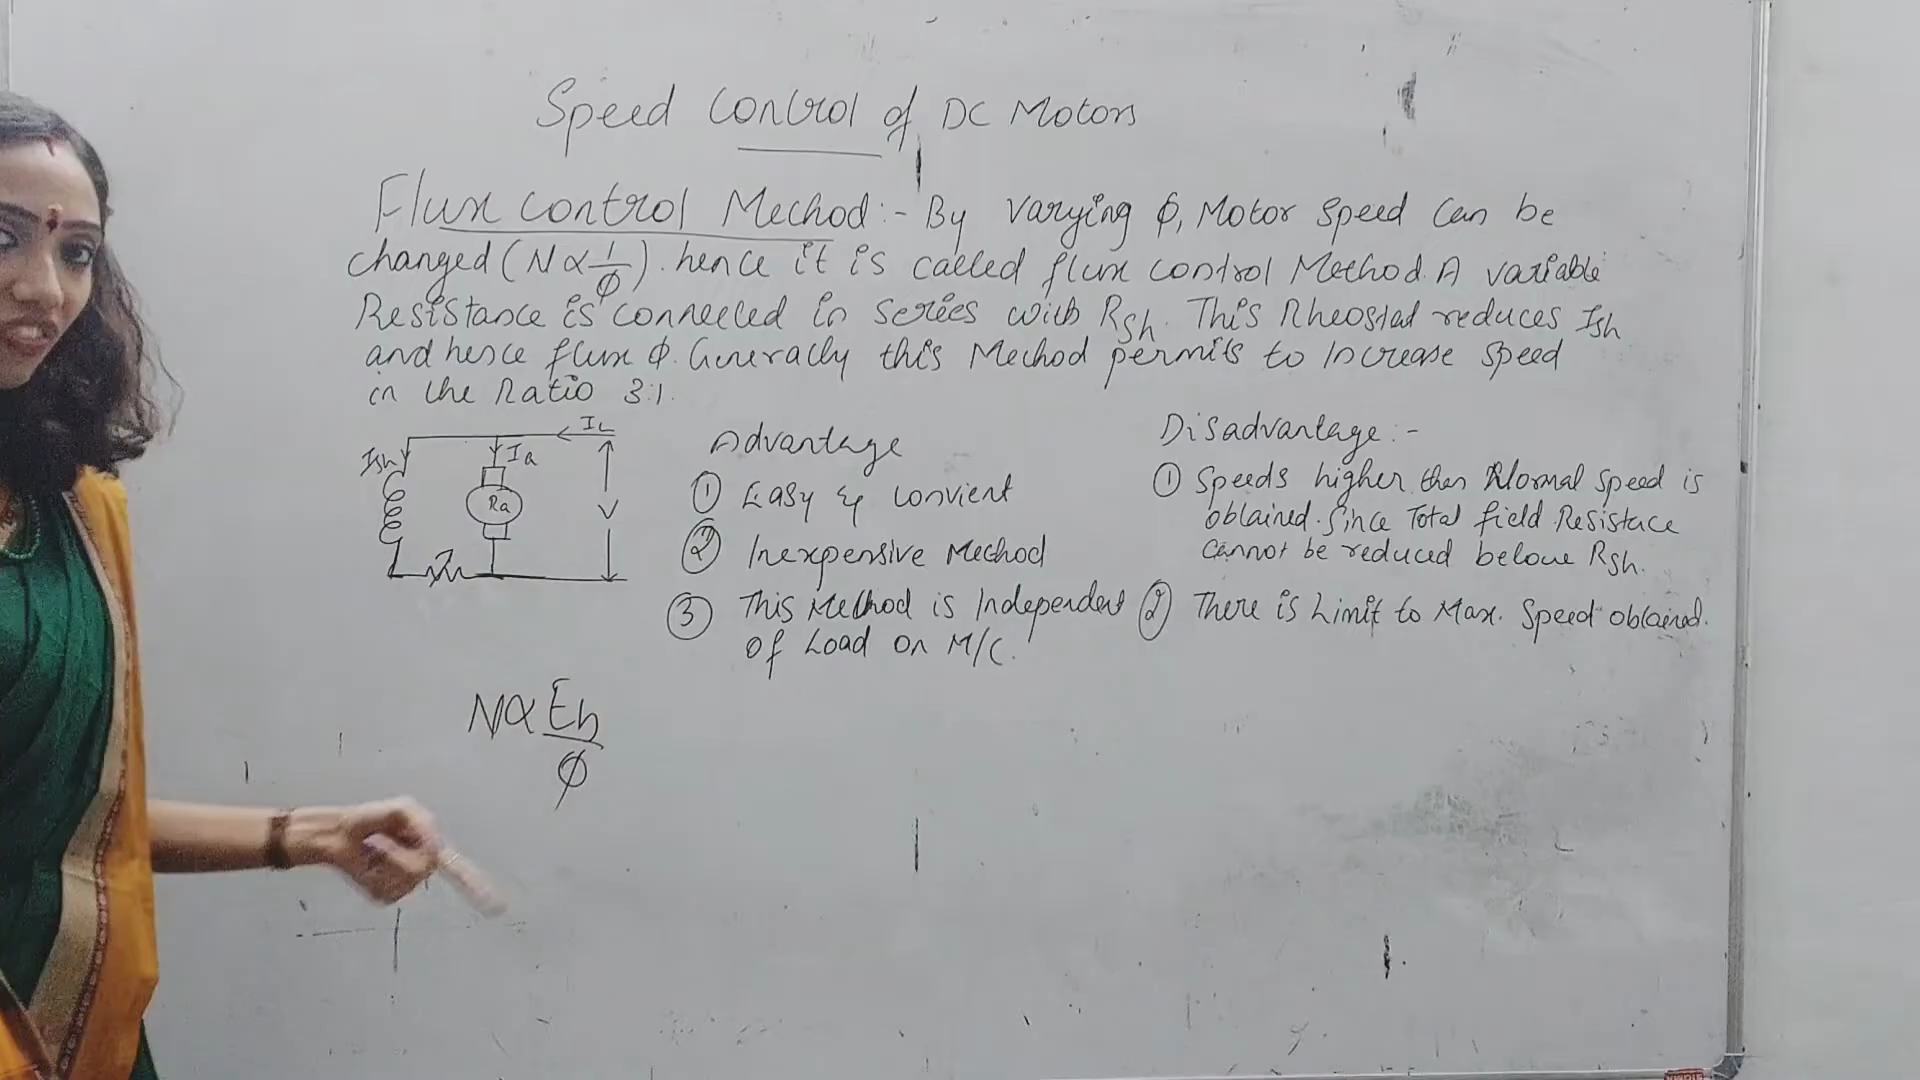 Speed Control of DC Motors
Flux control Method:- By varying φ, Motor speed can be
changed (N ∝ 1/φ). hence it is called flux control Method. A variable
Resistance is connected in series with Rsh. This Rheostat reduces Ish
and hence flux φ. Generally this Method permits to Increase speed
in the Ratio 3:1.
IL
Ish
Ia
Ra
V
Advantage
① Easy & convient
② Inexpensive Method
③ This Method is Independent
of Load on M/C.
Disadvantage:-
① Speeds higher then Normal speed is
obtained. since Total field Resistace
cannot be reduced belowe Rsh.
② There is Limit to Max. Speed obtained.
N ∝ Eb/φ